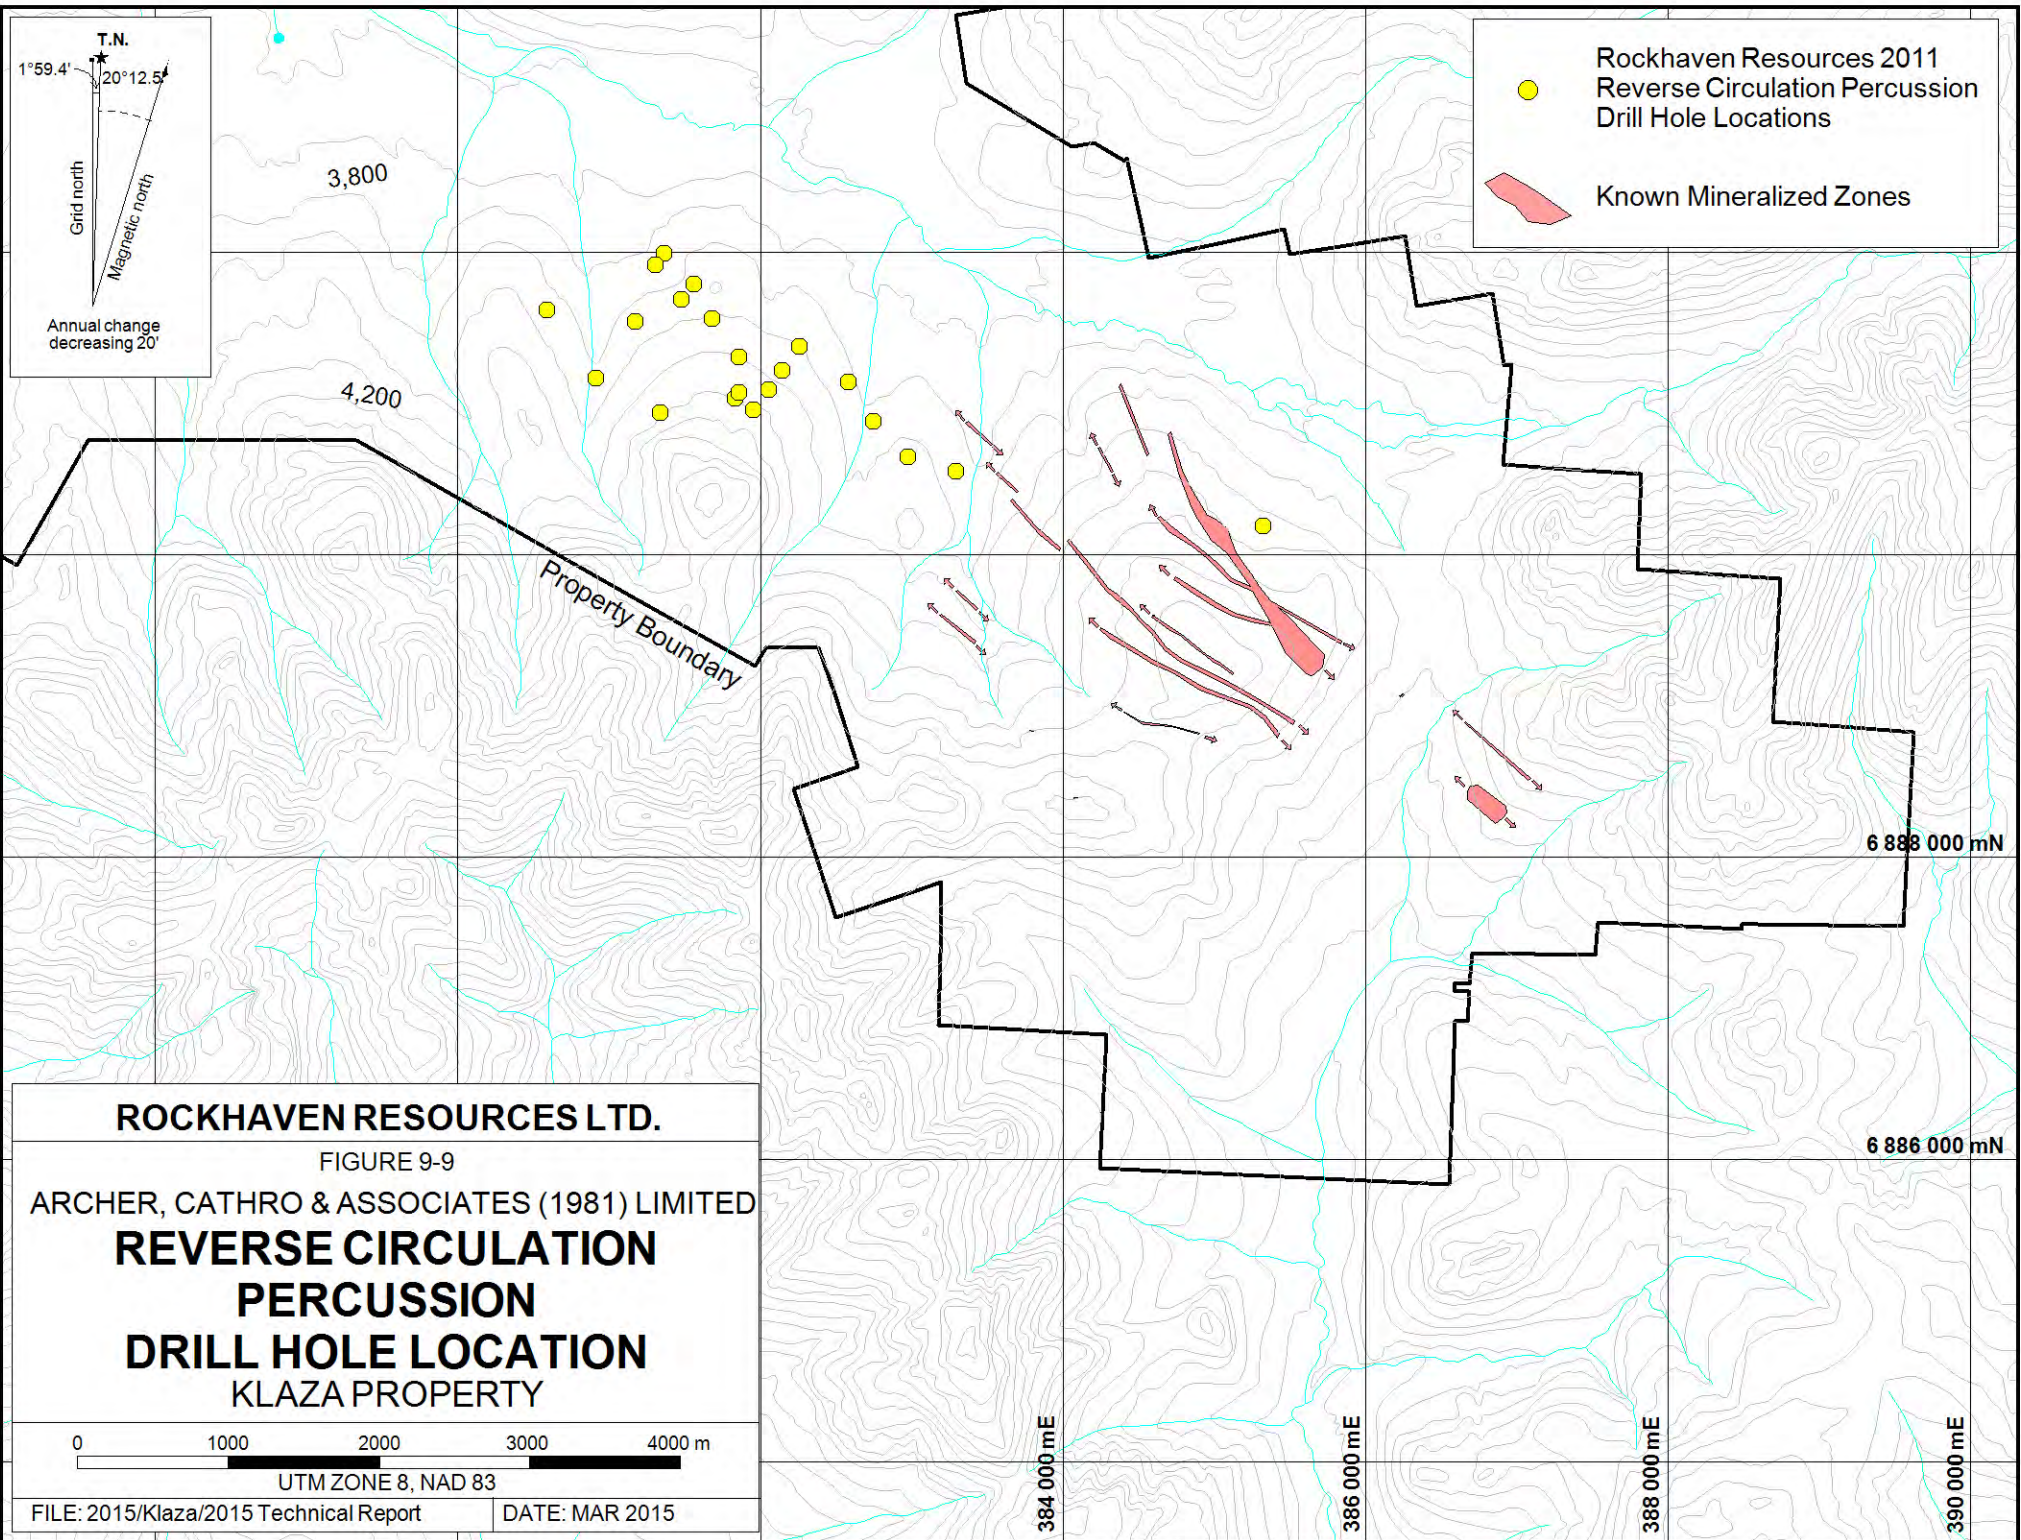 T.N.
1°59.4'
20°12.5'
Grid north
Magnetic north
Annual change
decreasing 20'
Rockhaven Resources 2011
Reverse Circulation Percussion
Drill Hole Locations
Known Mineralized Zones
3,800
4,200
Property Boundary
6 888 000 mN
6 886 000 mN
384 000 mE
386 000 mE
388 000 mE
390 000 mE
ROCKHAVEN RESOURCES LTD.
FIGURE 9-9
ARCHER, CATHRO & ASSOCIATES (1981) LIMITED
REVERSE CIRCULATION
PERCUSSION
DRILL HOLE LOCATION
KLAZA PROPERTY
0 1000 2000 3000 4000 m
UTM ZONE 8, NAD 83
FILE: 2015/Klaza/2015 Technical Report
DATE: MAR 2015